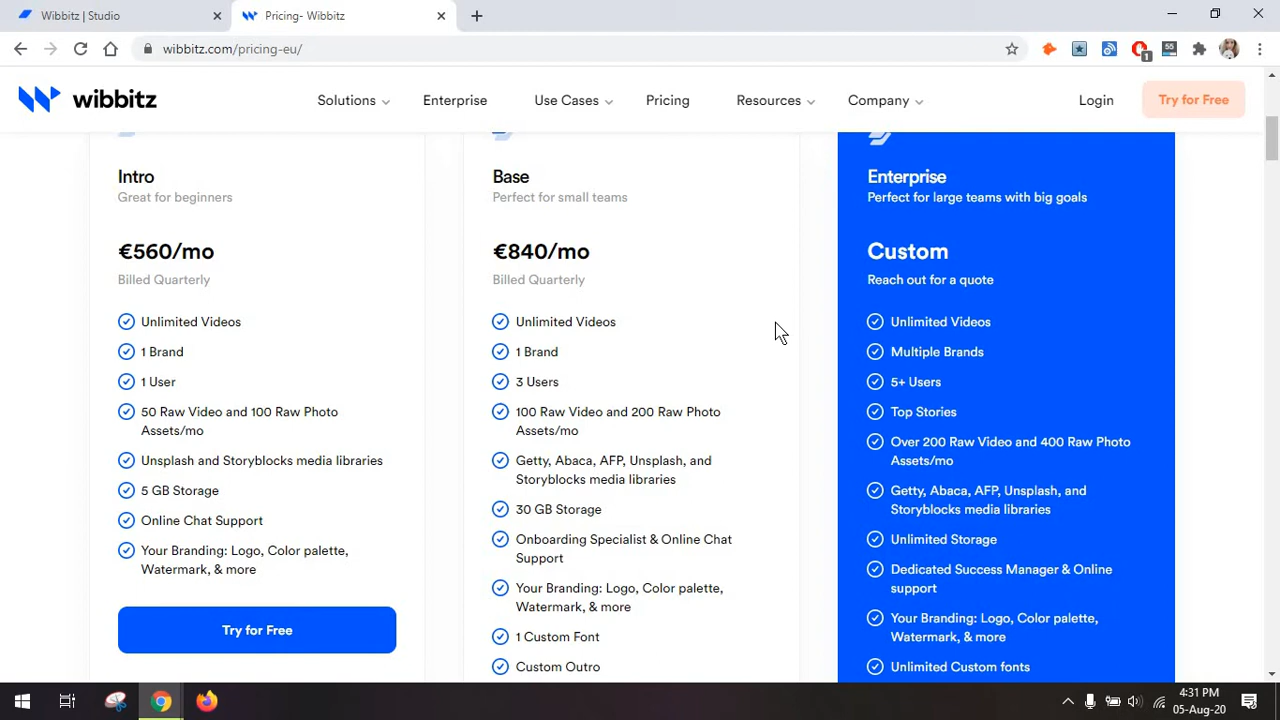 Wibbitz | Studio
Pricing- Wibbitz
wibbitz.com/pricing-eu/
55
1
wibbitz
Solutions
Enterprise
Use Cases
Pricing
Resources
Company
Login
Try for Free
Intro
Great for beginners
€560/mo
Billed Quarterly
Unlimited Videos
1 Brand
1 User
50 Raw Video and 100 Raw Photo
Assets/mo
Unsplash and Storyblocks media libraries
5 GB Storage
Online Chat Support
Your Branding: Logo, Color palette,
Watermark, & more
Try for Free
Base
Perfect for small teams
€840/mo
Billed Quarterly
Unlimited Videos
1 Brand
3 Users
100 Raw Video and 200 Raw Photo
Assets/mo
Getty, Abaca, AFP, Unsplash, and
Storyblocks media libraries
30 GB Storage
Onboarding Specialist & Online Chat
Support
Your Branding: Logo, Color palette,
Watermark, & more
1 Custom Font
Custom Outro
Enterprise
Perfect for large teams with big goals
Custom
Reach out for a quote
Unlimited Videos
Multiple Brands
5+ Users
Top Stories
Over 200 Raw Video and 400 Raw Photo
Assets/mo
Getty, Abaca, AFP, Unsplash, and
Storyblocks media libraries
Unlimited Storage
Dedicated Success Manager & Online
support
Your Branding: Logo, Color palette,
Watermark, & more
Unlimited Custom fonts
4:31 PM
05-Aug-20